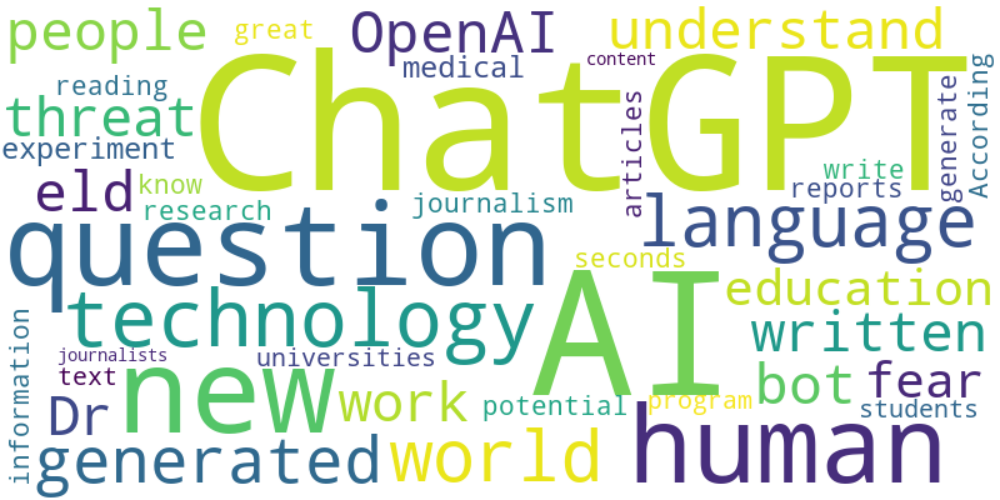 people
great
OpenAI
understand
medical
content
reading
ChatGPT
threat
experiment
articles
generate
According
write
reports
eld
know
research
journalism
language
question
seconds
AI
education
technology
written
information
journalists
universities
text
new
work
potential
program
bot
fear
students
Dr
human
generated
world